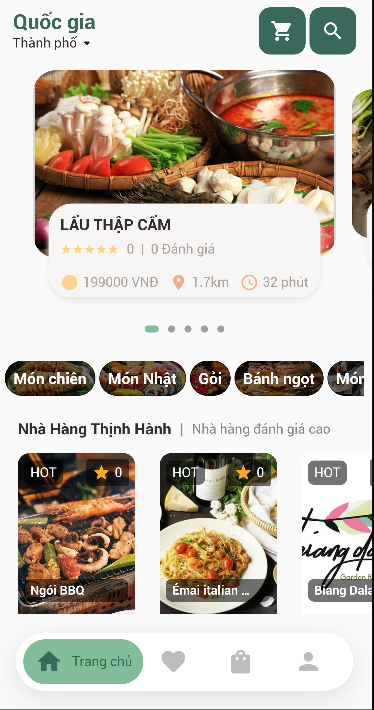 Quốc gia
Thành phố
LẨU THẬP CẨM
0 | 0 Đánh giá
199000 VNĐ 1.7km 32 phút
Món chiên Món Nhật Gỏi Bánh ngọt
Nhà Hàng Thịnh Hành | Nhà hàng đánh giá cao
HOT 0 HOT 0 HOT
Ngói BBQ Émai italian ... Biang Dala
Trang chủ